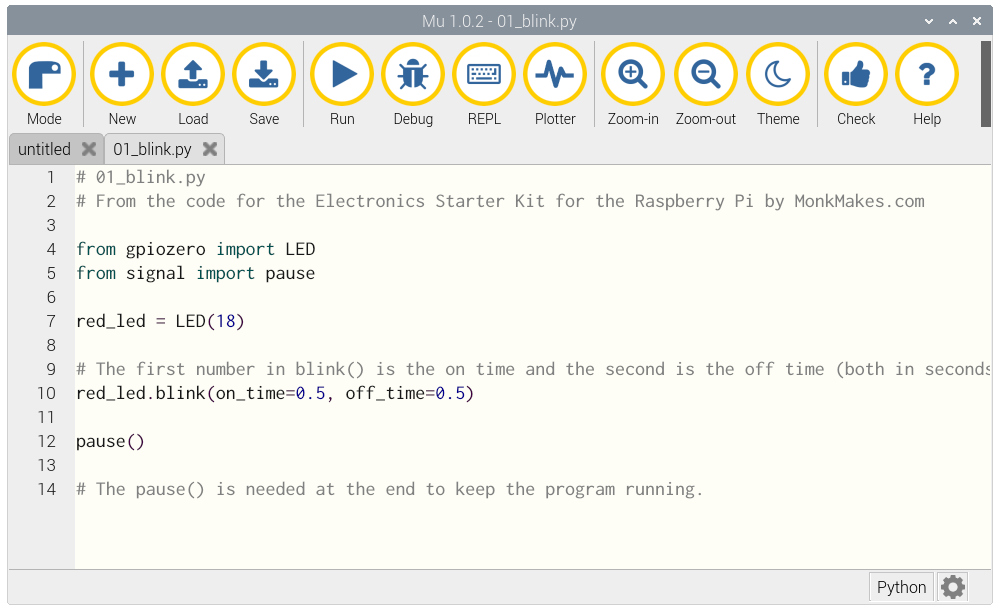 Mu 1.0.2 - 01_blink.py
Mode New Load Save Run Debug REPL Plotter Zoom-in Zoom-out Theme Check Help
untitled 01_blink.py
1 # 01_blink.py
2 # From the code for the Electronics Starter Kit for the Raspberry Pi by MonkMakes.com
3
4 from gpiozero import LED
5 from signal import pause
6
7 red_led = LED(18)
8
9 # The first number in blink() is the on time and the second is the off time (both in seconds
10 red_led.blink(on_time=0.5, off_time=0.5)
11
12 pause()
13
14 # The pause() is needed at the end to keep the program running.
Python